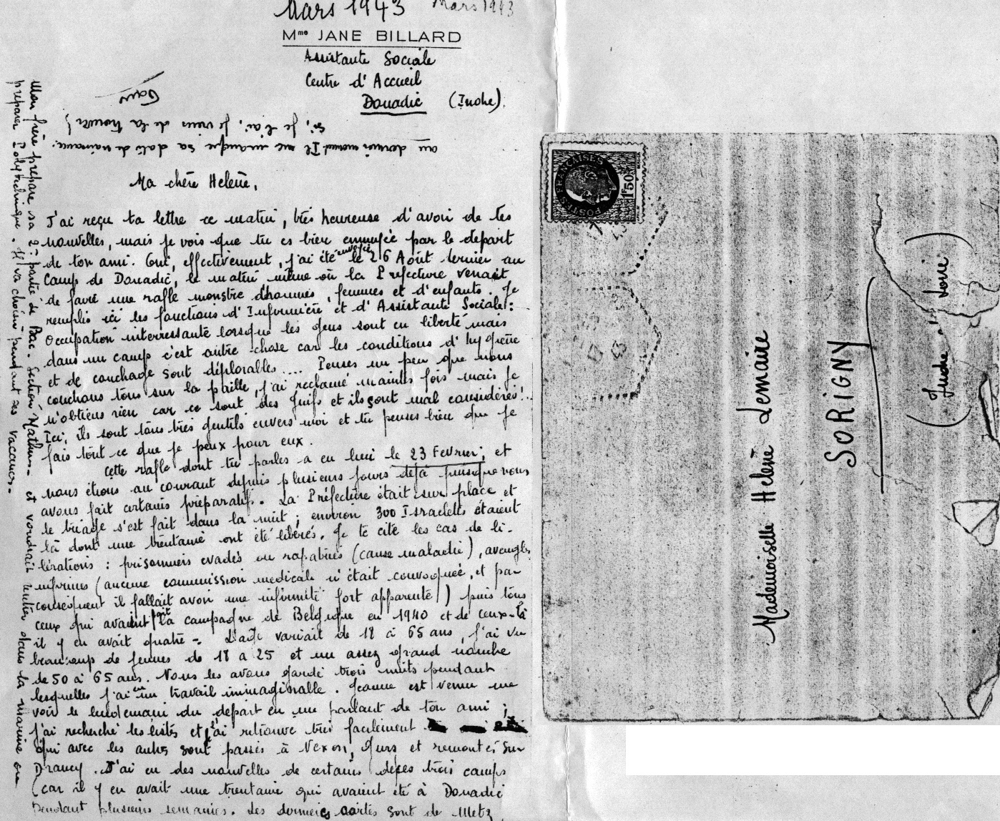 Mars 1943 Mars 1943
Mme JANE BILLARD
Assistante Sociale
Centre d'Accueil
Douadic (Indre).
au dernier moment Il me manque sa date de naissance.
si, je l'ai, je viens de la trouver!
Ma chère Helène,
J'ai reçu ta lettre ce matin, très heureuse d'avoir de tes
nouvelles, mais je vois que tu es bien ennuyée par le départ
de ton ami. Oui, effectivement, j'ai été envoyée le 26 Août dernier au
Camp de Douadic, le matin même où la Préfecture venait
de faire une rafle monstre d'hommes, femmes et d'enfants. Je
remplis ici les fonctions d'Infirmière et d'Assistante Sociale:
Occupation interressante lorsque les gens sont en liberté mais
dans un camp c'est autre chose car les conditions d'hygiène
et de couchage sont déplorables.... Penses un peu que nous
couchons tous sur la paille, j'ai réclamé maintes fois mais je
n'obtiens rien car ce sont des Juifs et ils sont mal considérés!..
Ici, ils sont tous très gentils envers moi et tu penses bien que je
fais tout ce que je peux pour eux.
Cette rafle dont tu parles a eu lieu le 23 Fevrier, et
nous étions au courant depuis plusieurs jours déjà puisque nous
avons fait certains préparatifs. La Préfecture était sur place et
le triage s'est fait dans la nuit; environ 300 Israelites étaient
là dont une trentaine ont été libérés. Je te cite les cas de li-
bérations : prisonniers évadés ou rapatriés (cause maladie), aveugles,
infirmes (aucune commission médicale n'était convoquée, et par
conséquent il fallait avoir une infirmité fort apparente!) puis tous
ceux qui avaient fait la campagne de Belgique en 1940 et de ceux-là
il y en avait quatre - L'age variait de 18 à 65 ans, j'ai vu
beaucoup de jeunes de 18 a 25 et un assez grand nombre
de 50 à 65 ans. Nous les avons gardé trois nuits pendant
lesquelles j'ai eu un travail inimaginable. Jeanne est venue me
voir le lendemain du départ en me parlant de ton ami;
j'ai recherché les listes et j'ai retrouvé très facilement
qui avec les autres sont passés à Nexon, Gurs et remontés sur
Drancy. J'ai eu des nouvelles de certains de ces trois camps
(car il y en avait une trentaine qui avaient été à Douadic
pendant plusieurs semaines. Les dernières cartes sont de Metz
Mon frère prépare sa 2me partie de Bac. Section Mathm- et voudrait rentrer dans la marine ou
préparer Polytechnique. Il va choisir pendant ses vacances -
POSTES FRANÇAISES
1F50
Mademoiselle Helène Lemaire
SORIGNY
(Indre et Loire)